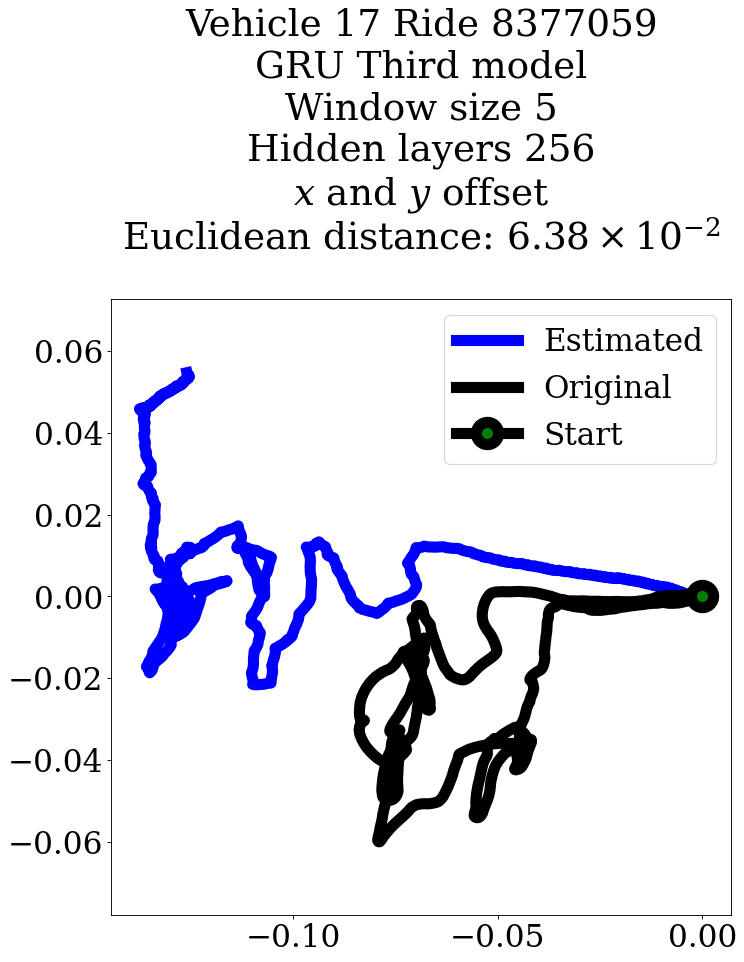 Vehicle 17 Ride 8377059
GRU Third model
Window size 5
Hidden layers 256
x and y offset
Euclidean distance: 6.38 × 10⁻²
Estimated
Original
Start
0.06
0.04
0.02
0.00
−0.02
−0.04
−0.06
−0.10
−0.05
0.00